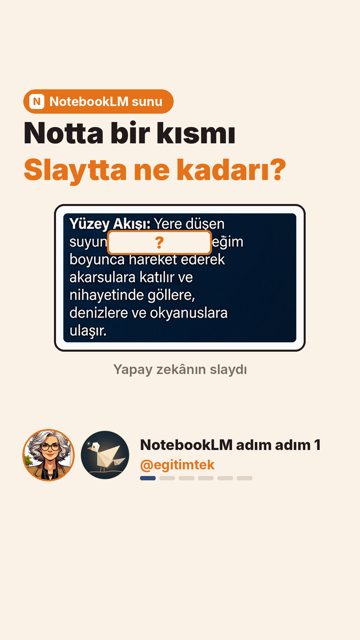 N NotebookLM sunu
Notta bir kısmı
Slaytta ne kadarı?
Yüzey Akışı: Yere düşen
suyun ? eğim
boyunca hareket ederek
akarsulara katılır ve
nihayetinde göllere,
denizlere ve okyanuslara
ulaşır.
Yapay zekânın slaydı
NotebookLM adım adım 1
@egitimtek